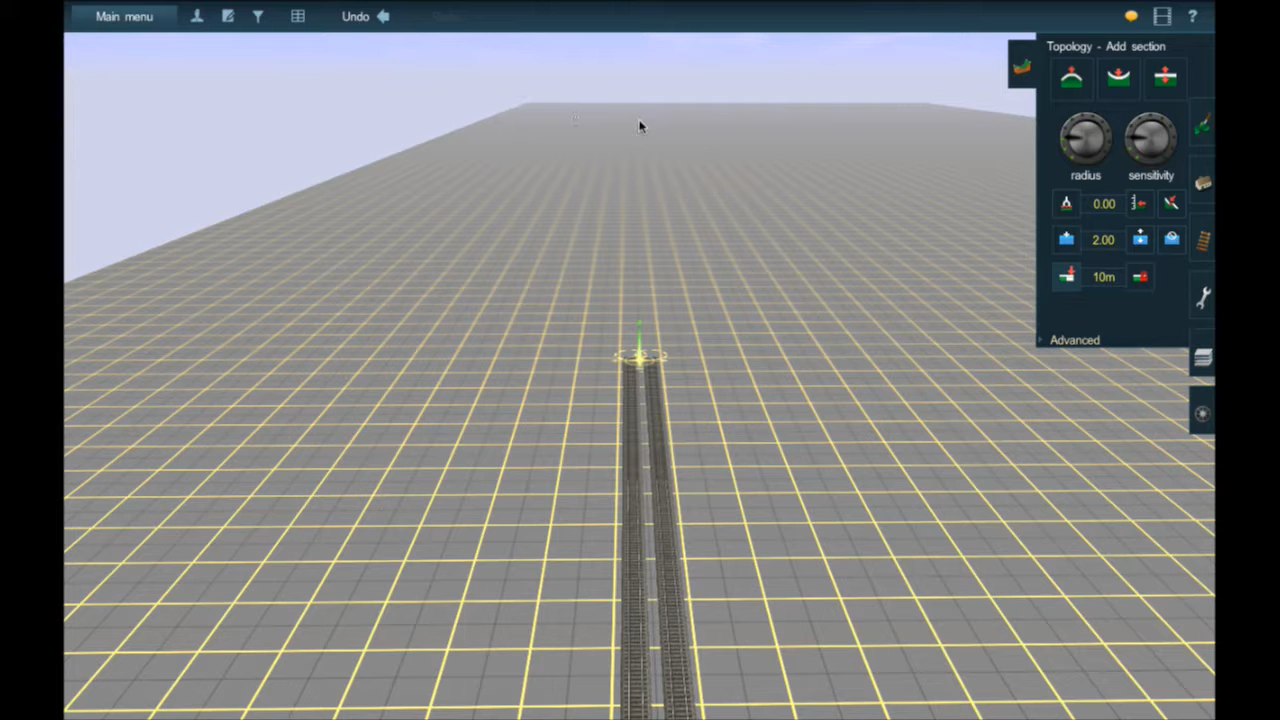 Main menu
Undo
?
Topology - Add section
radius
sensitivity
0.00
2.00
10m
Advanced